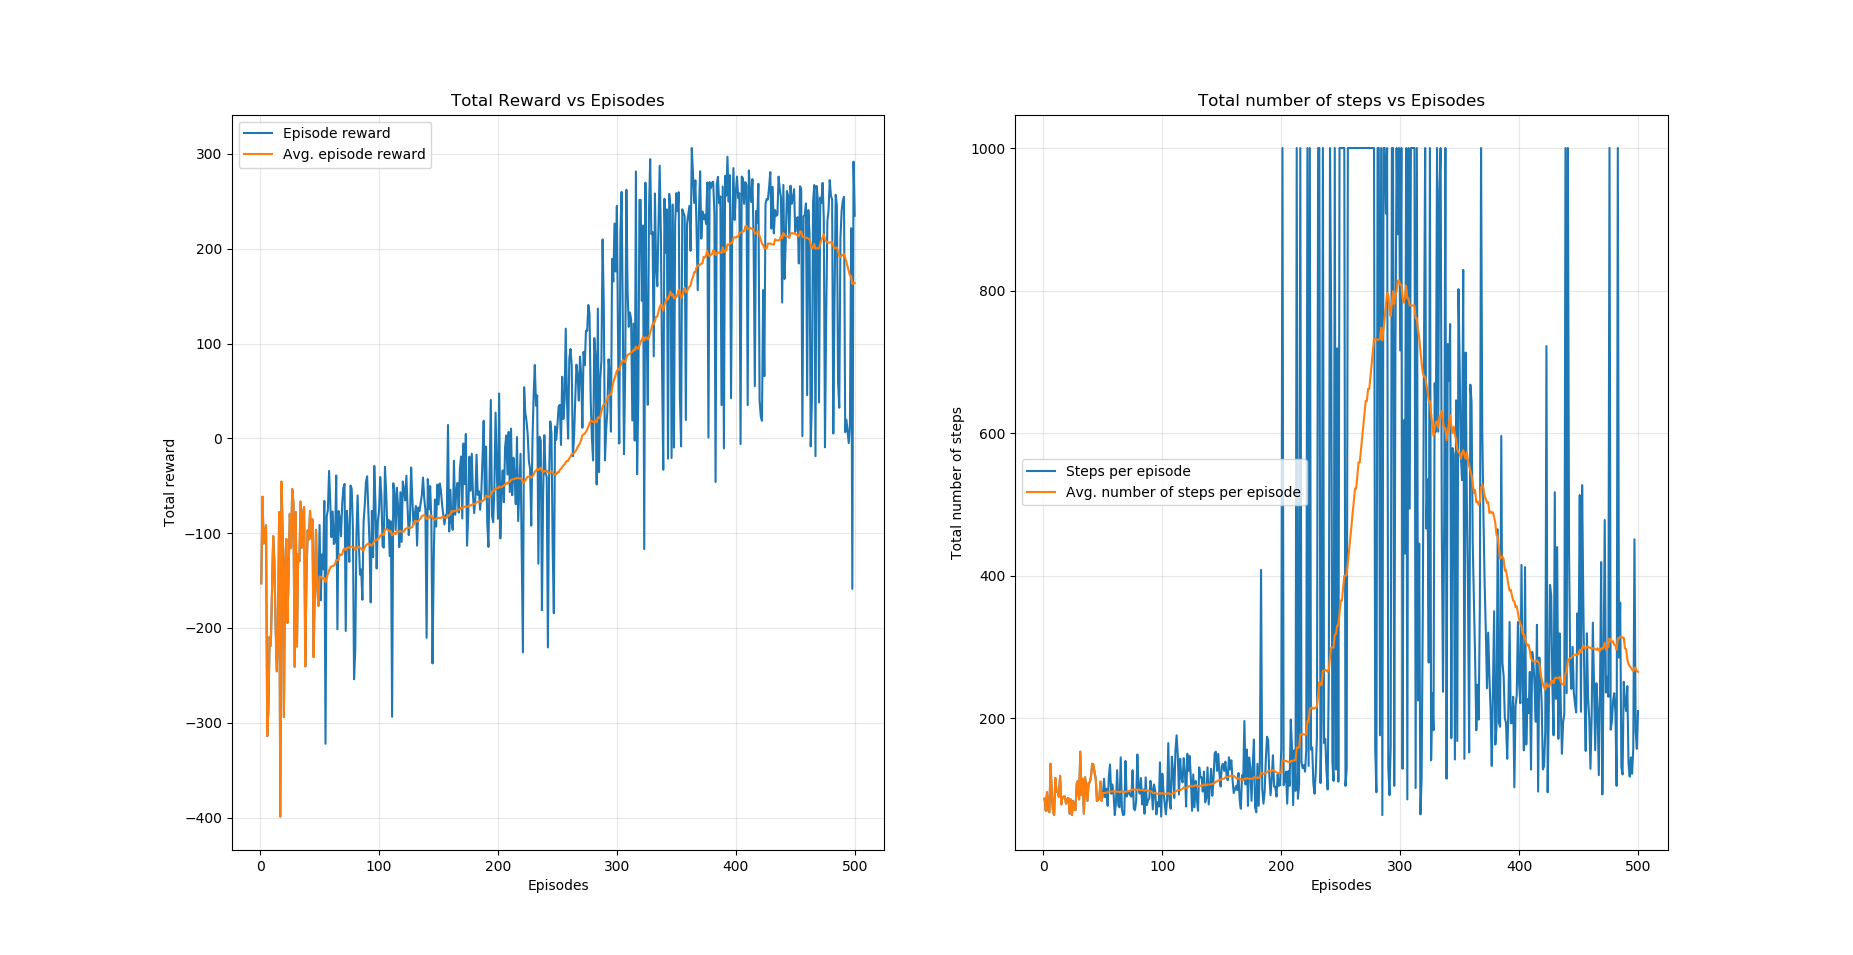 Total Reward vs Episodes
Episode reward
Avg. episode reward
300
200
100
0
−100
−200
−300
−400
Total reward
0 100 200 300 400 500
Episodes
Total number of steps vs Episodes
1000
800
600
400
200
Total number of steps
Steps per episode
Avg. number of steps per episode
0 100 200 300 400 500
Episodes